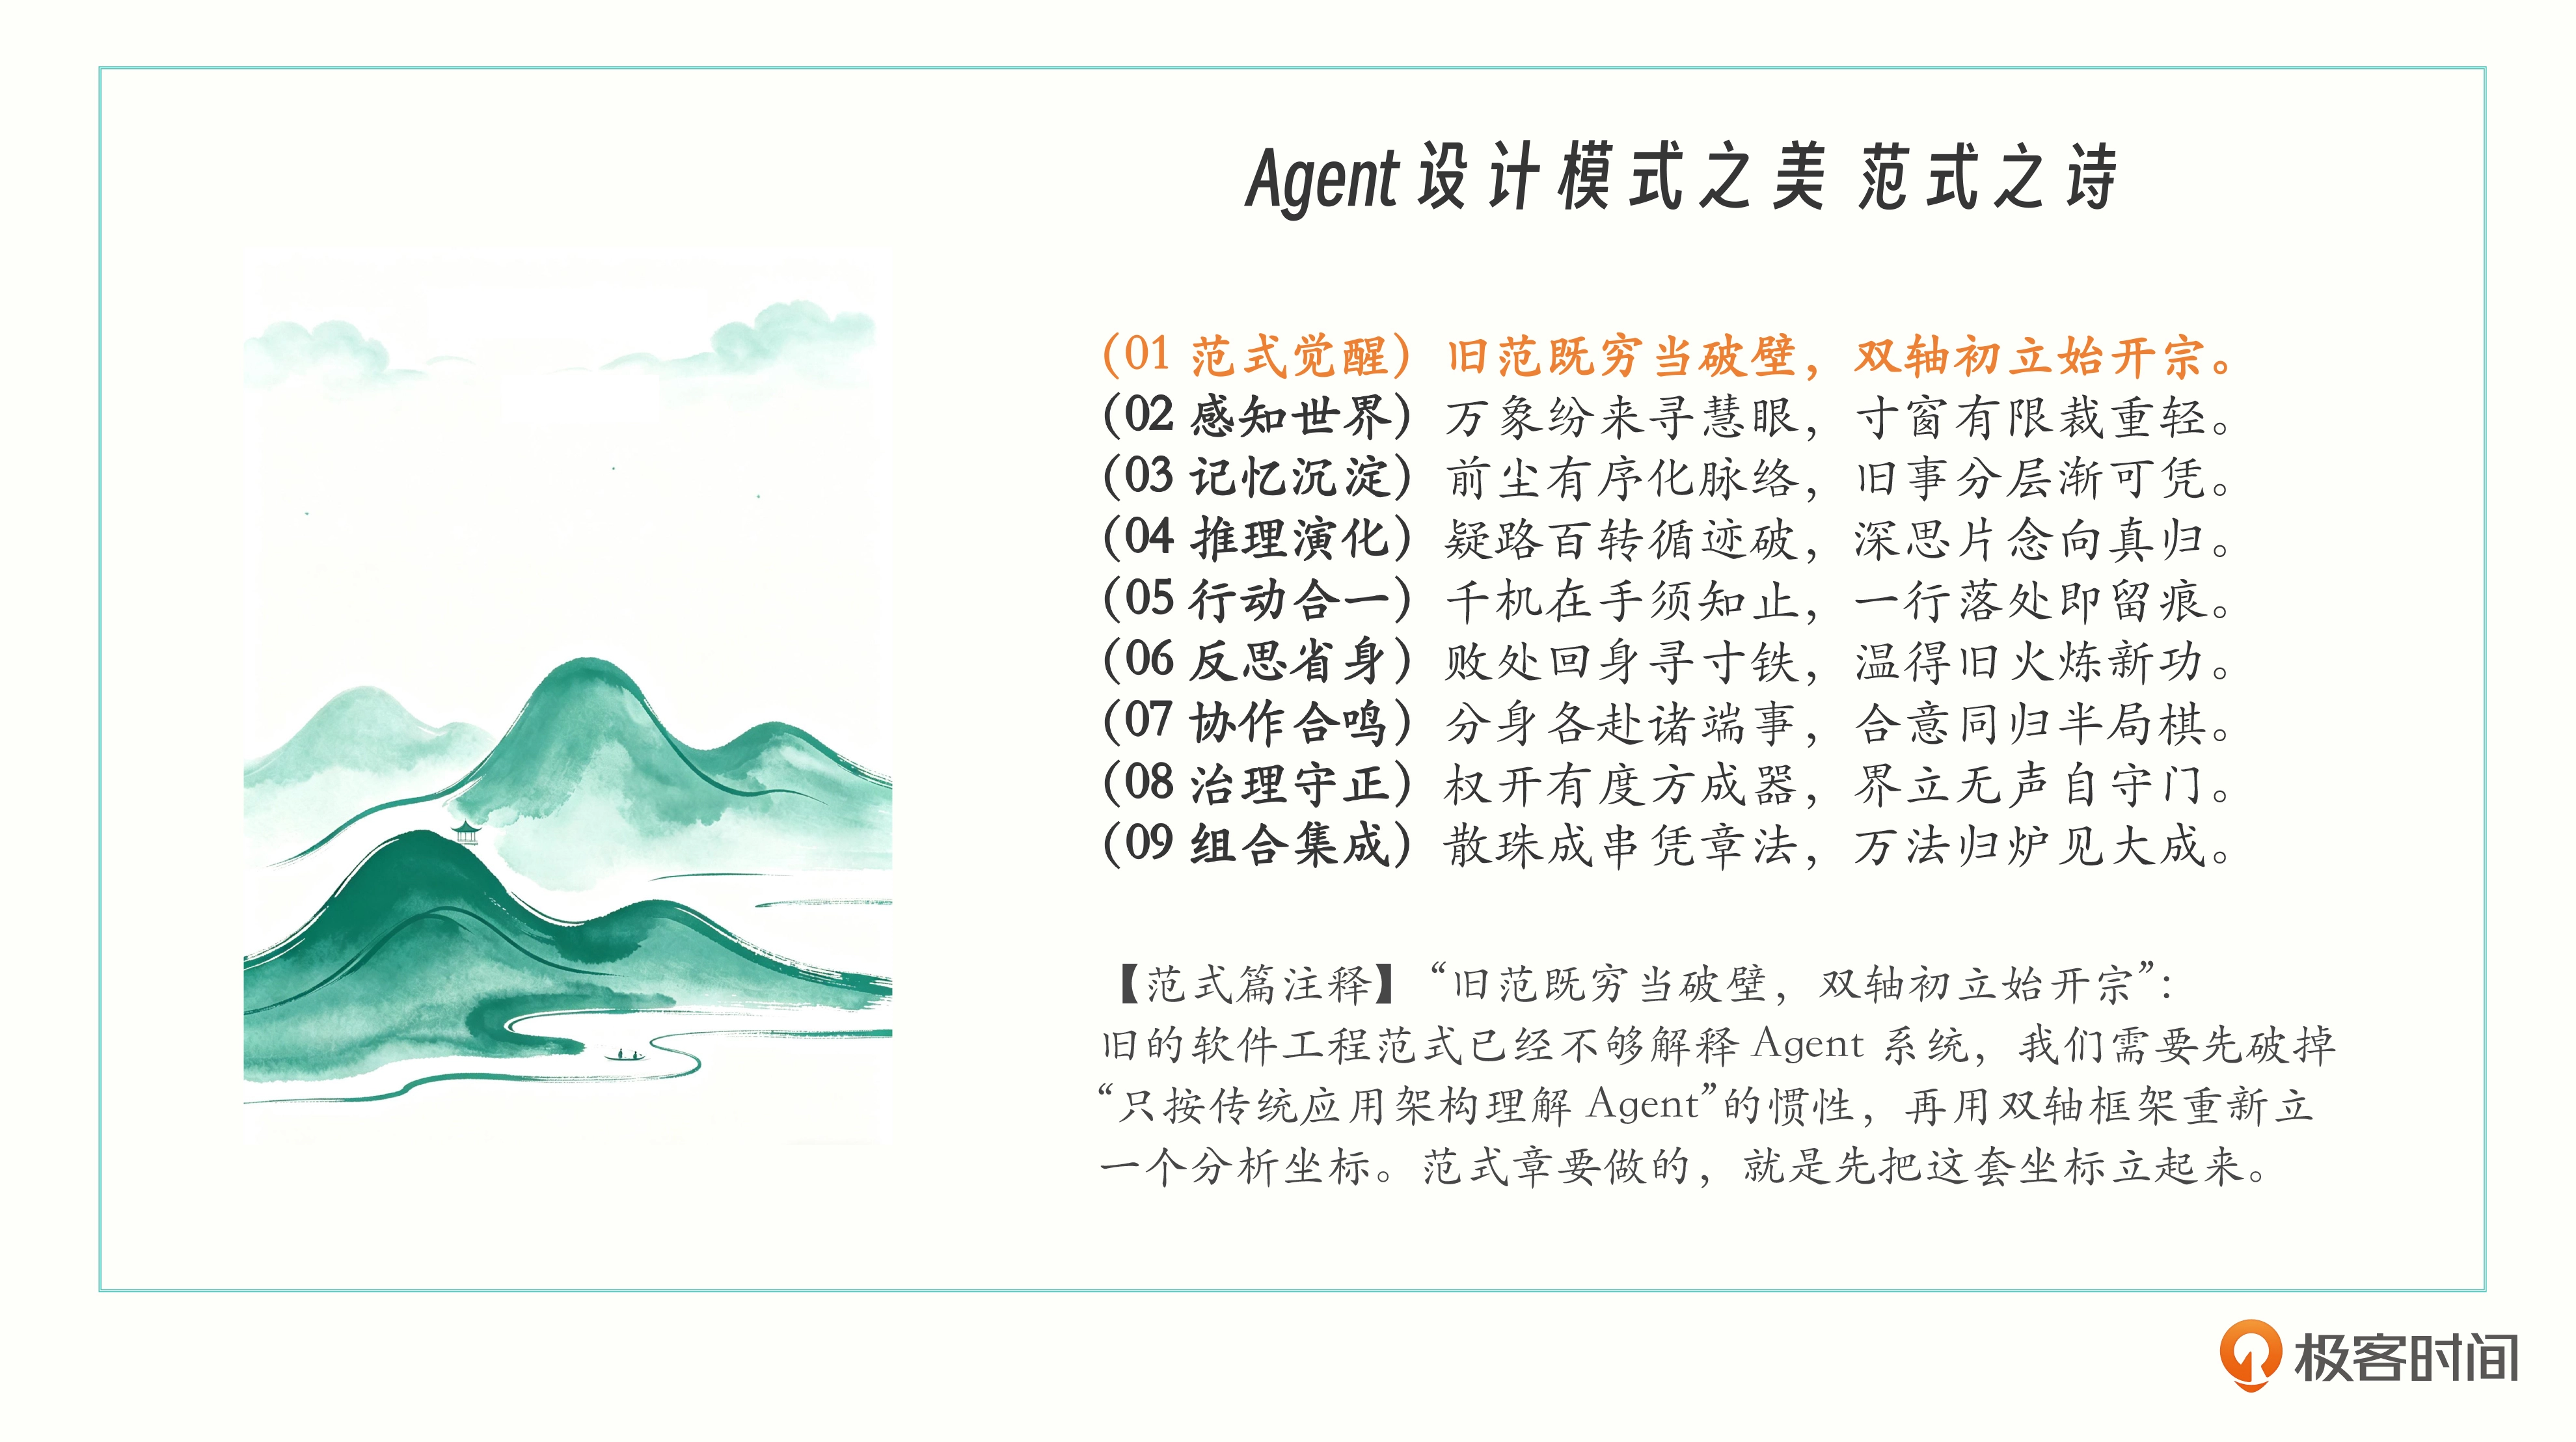 Agent 设计模式之美 范式之诗
（01 范式觉醒）旧范既穷当破壁，双轴初立始开宗。
（02 感知世界）万象纷来寻慧眼，寸窗有限裁重轻。
（03 记忆沉淀）前尘有序化脉络，旧事分层渐可凭。
（04 推理演化）疑路百转循迹破，深思片念向真归。
（05 行动合一）千机在手须知止，一行落处即留痕。
（06 反思省身）败处回身寻寸铁，温得旧火炼新功。
（07 协作合鸣）分身各赴诸端事，合意同归半局棋。
（08 治理守正）权开有度方成器，界立无声自守门。
（09 组合集成）散珠成串凭章法，万法归炉见大成。
【范式篇注释】“旧范既穷当破壁，双轴初立始开宗”：
旧的软件工程范式已经不够解释 Agent 系统，我们需要先破掉
“只按传统应用架构理解 Agent”的惯性，再用双轴框架重新立
一个分析坐标。范式章要做的，就是先把这套坐标立起来。
极客时间